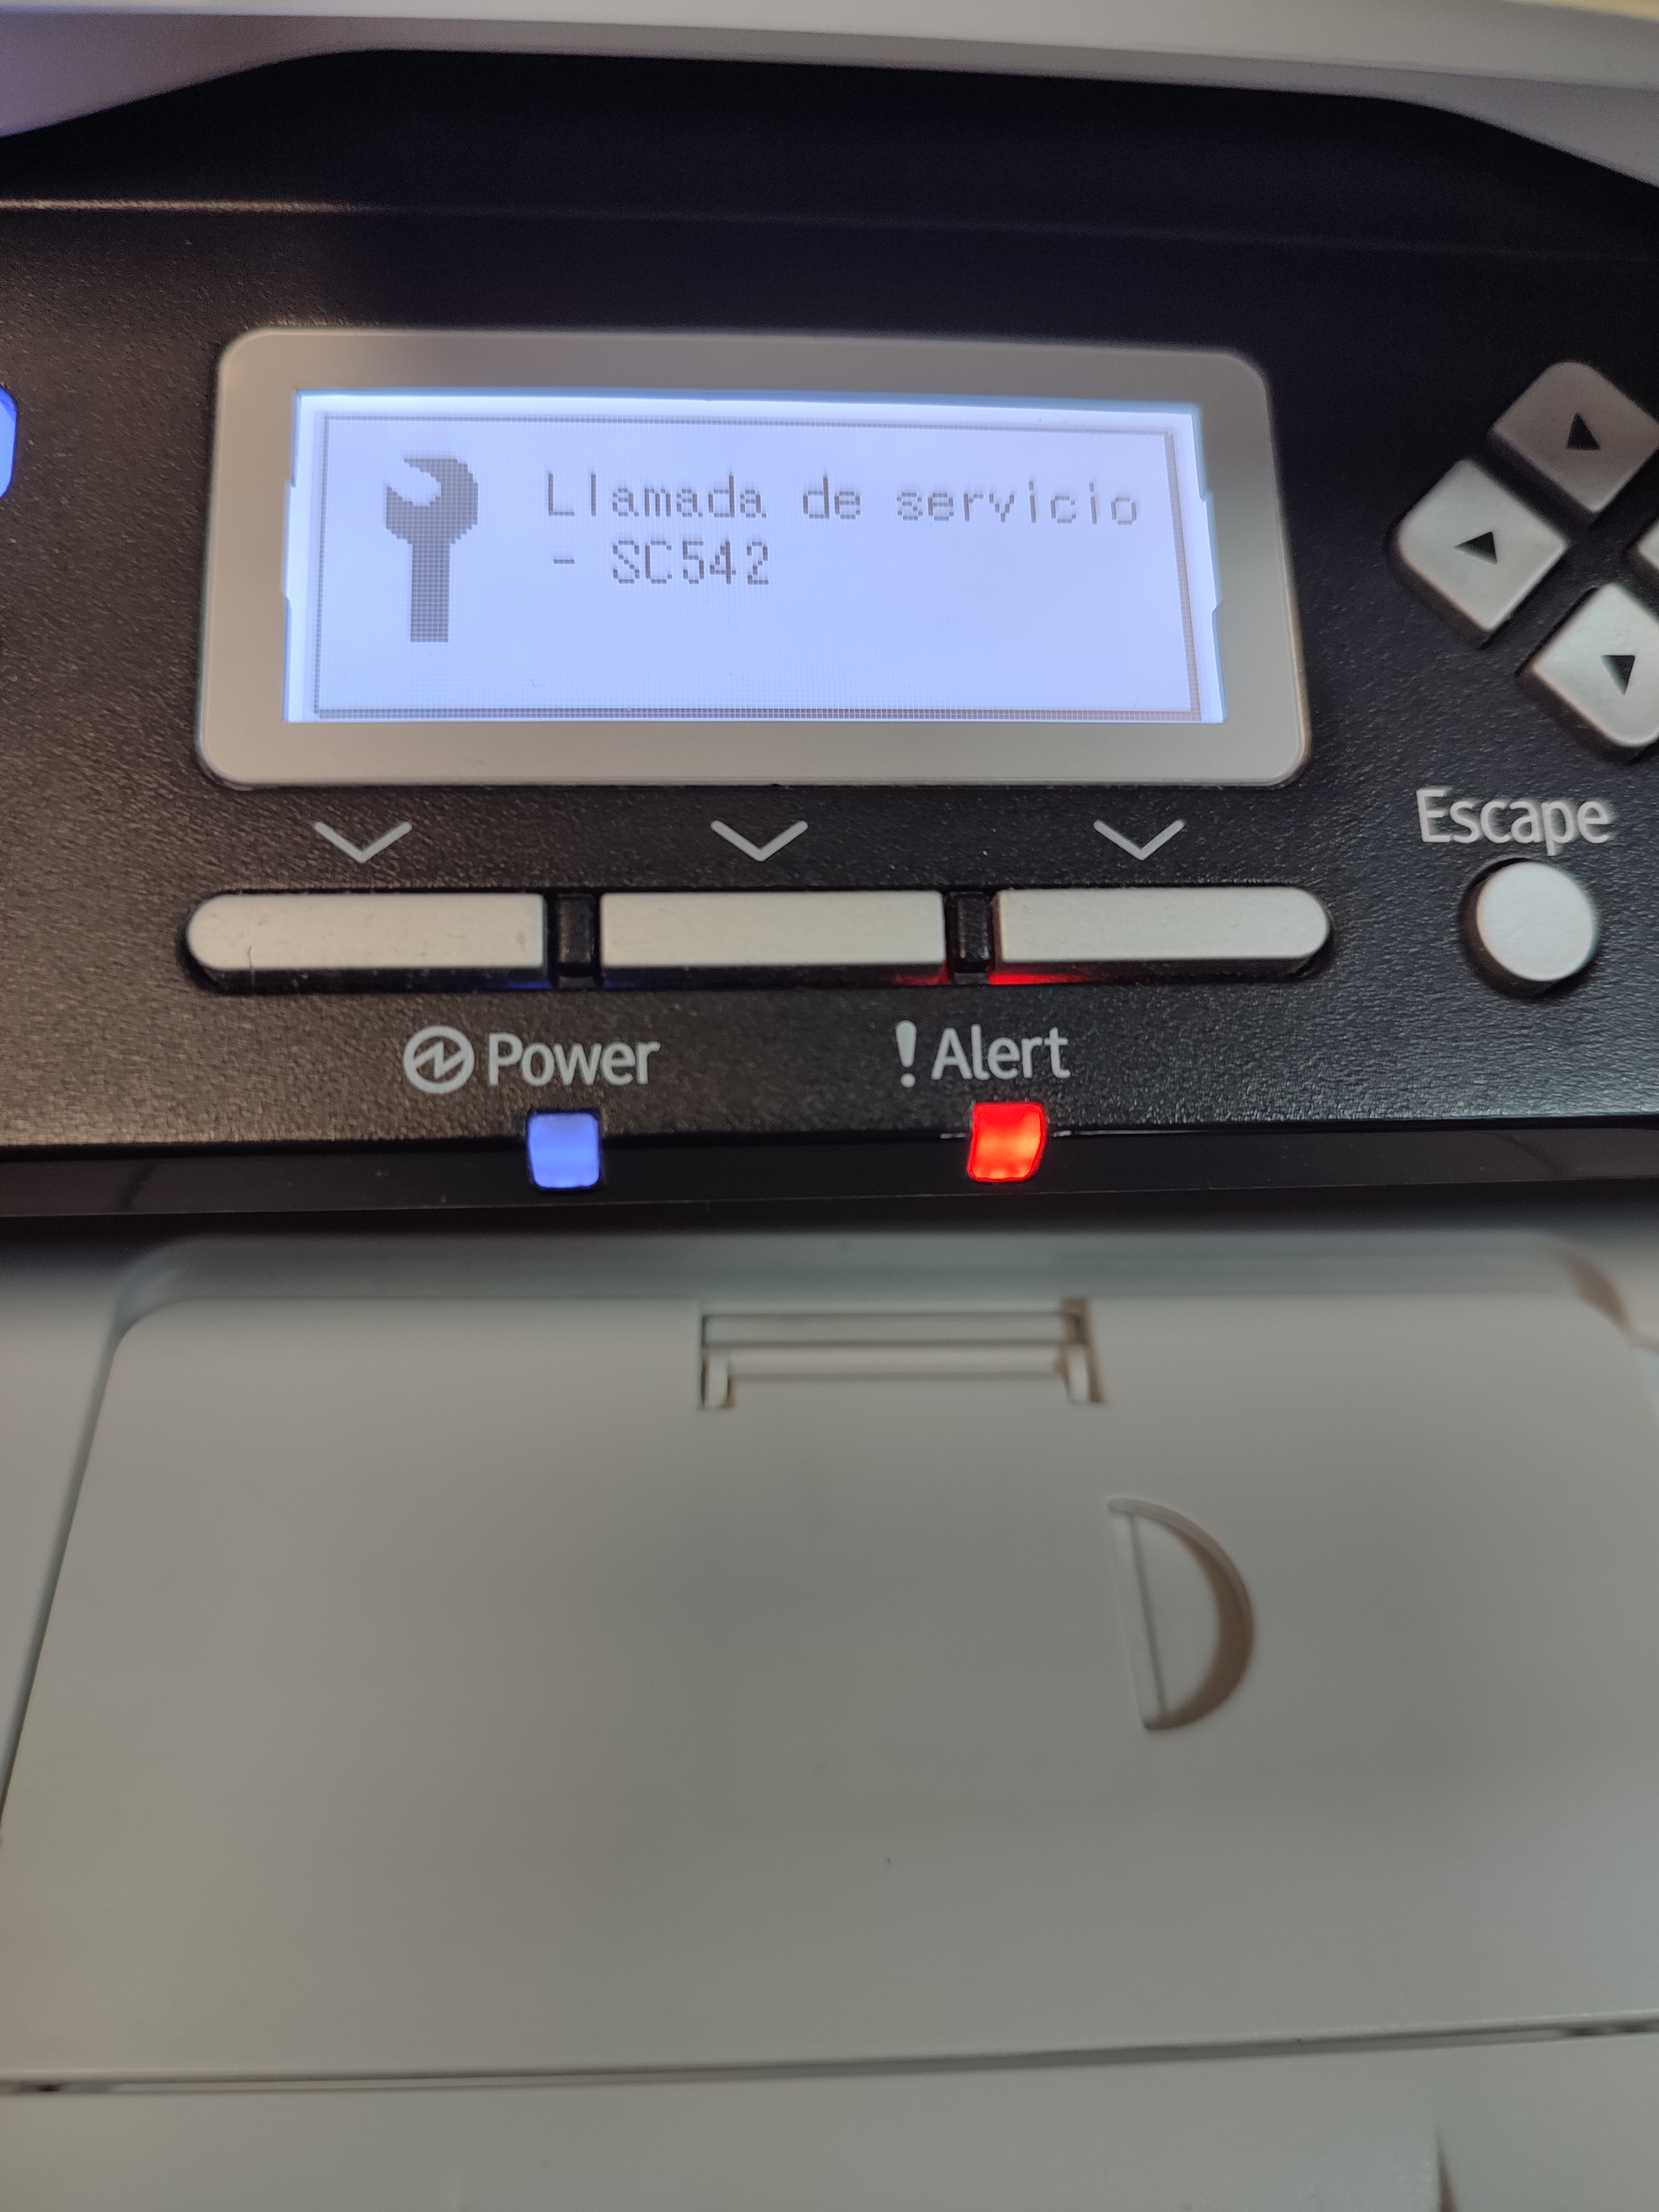 Llamada de servicio
- SC542
Escape
Power
! Alert